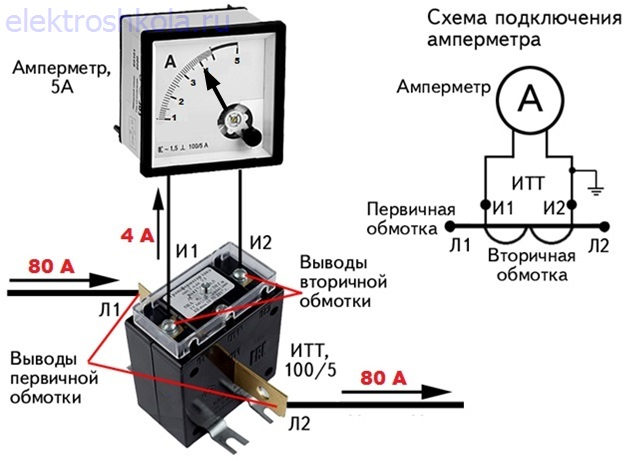 elektroshkola.ru
Схема подключения
амперметра
Амперметр,
5А
A
1
2
3
4
5
100/5 A
Амперметр
А
ИТТ
И1
И2
Первичная
обмотка
Л1
Л2
Вторичная
обмотка
4 А
И1
И2
80 А
Л1
Выводы
вторичной
обмотки
Выводы
первичной
обмотки
ИТТ,
100/5
80 А
Л2